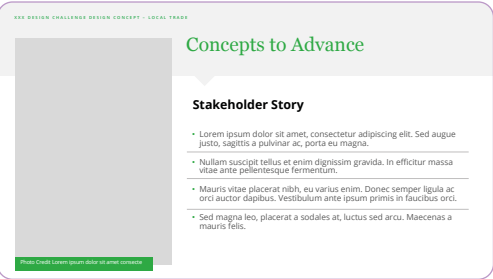 XXX DESIGN CHALLENGE DESIGN CONCEPT – LOCAL TRADE
Concepts to Advance
Stakeholder Story
• Lorem ipsum dolor sit amet, consectetur adipiscing elit. Sed augue
justo, sagittis a pulvinar ac, porta eu magna.
• Nullam suscipit tellus et enim dignissim gravida. In efficitur massa
vitae ante pellentesque fermentum.
• Mauris vitae placerat nibh, eu varius enim. Donec semper ligula ac
orci auctor dapibus. Vestibulum ante ipsum primis in faucibus orci.
• Sed magna leo, placerat a sodales at, luctus sed arcu. Maecenas a
mauris felis.
Photo Credit Lorem ipsum dolor sit amet consecte